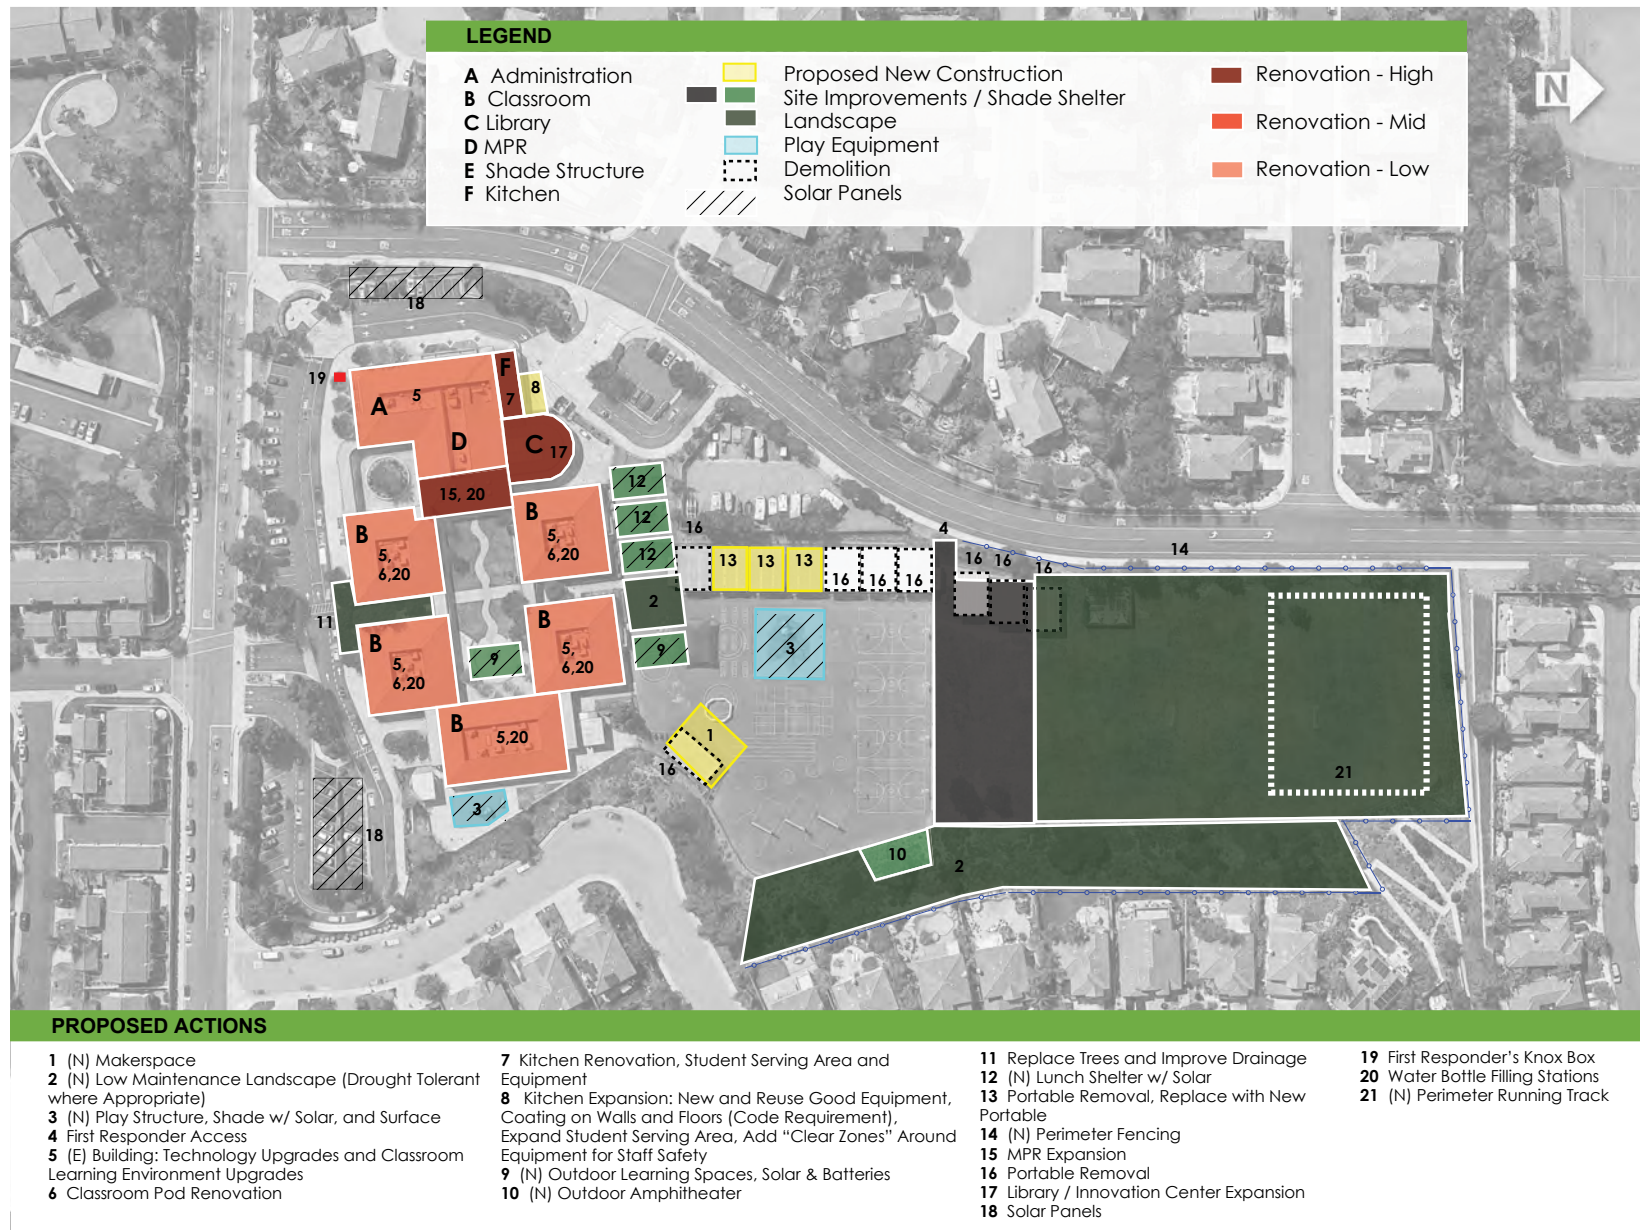 LEGEND
A Administration
B Classroom
C Library
D MPR
E Shade Structure
F Kitchen
Proposed New Construction
Site Improvements / Shade Shelter
Landscape
Play Equipment
Demolition
Solar Panels
Renovation - High
Renovation - Mid
Renovation - Low
N
18
19
A
5
D
F
7
8
C
17
15, 20
B
5,
6,20
B
5,
6,20
11
B
5,
6,20
B
5,
6,20
9
B
5,20
3
18
12
12
12
2
9
16
13
13
13
16
16
16
3
1
16
4
16
16
16
14
21
10
2
PROPOSED ACTIONS
1 (N) Makerspace
2 (N) Low Maintenance Landscape (Drought Tolerant
where Appropriate)
3 (N) Play Structure, Shade w/ Solar, and Surface
4 First Responder Access
5 (E) Building: Technology Upgrades and Classroom
Learning Environment Upgrades
6 Classroom Pod Renovation
7 Kitchen Renovation, Student Serving Area and
Equipment
8 Kitchen Expansion: New and Reuse Good Equipment,
Coating on Walls and Floors (Code Requirement),
Expand Student Serving Area, Add “Clear Zones” Around
Equipment for Staff Safety
9 (N) Outdoor Learning Spaces, Solar & Batteries
10 (N) Outdoor Amphitheater
11 Replace Trees and Improve Drainage
12 (N) Lunch Shelter w/ Solar
13 Portable Removal, Replace with New
Portable
14 (N) Perimeter Fencing
15 MPR Expansion
16 Portable Removal
17 Library / Innovation Center Expansion
18 Solar Panels
19 First Responder’s Knox Box
20 Water Bottle Filling Stations
21 (N) Perimeter Running Track